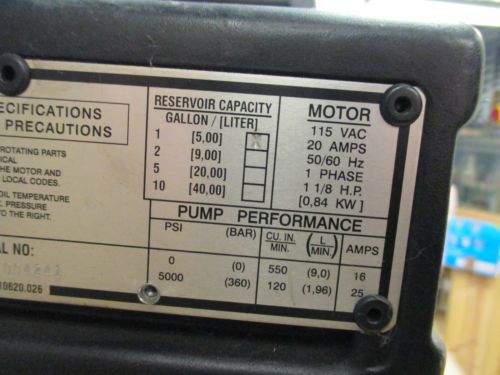 ECIFICATIONS
PRECAUTIONS
ROTATING PARTS
ICAL
HE MOTOR AND
LOCAL CODES.
OIL TEMPERATURE
E. PRESSURE
TO THE RIGHT.
AL NO:
10620.026
RESERVOIR CAPACITY
GALLON / [LITER]
1 [5,00] X
2 [9,00]
5 [20,00]
10 [40,00]
MOTOR
115 VAC
20 AMPS
50/60 Hz
1 PHASE
1 1/8 H.P.
[0,84 KW]
PUMP PERFORMANCE
PSI (BAR) CU. IN. / MIN. (L / MIN) AMPS
0 (0) 550 (9,0) 16
5000 (360) 120 (1,96) 25